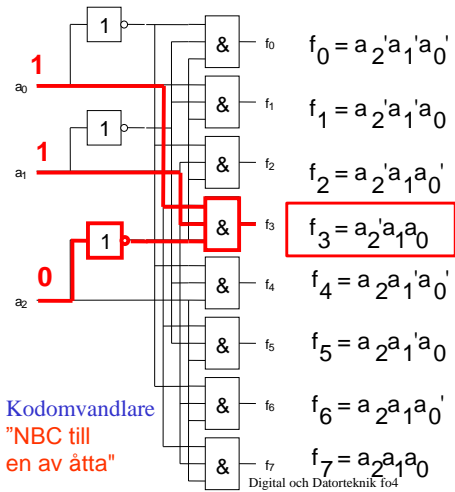 1
& f₀ f₀ = a₂'a₁'a₀'
1
a₀
& f₁ f₁ = a₂'a₁'a₀
1
1
& f₂ f₂ = a₂'a₁a₀'
a₁
& f₃ f₃ = a₂'a₁a₀
1
0
a₂
& f₄ f₄ = a₂a₁'a₀'
& f₅ f₅ = a₂a₁'a₀
& f₆ f₆ = a₂a₁a₀'
Kodomvandlare
"NBC till
en av åtta"
& f₇ f₇ = a₂a₁a₀
Digital och Datorteknik fo4